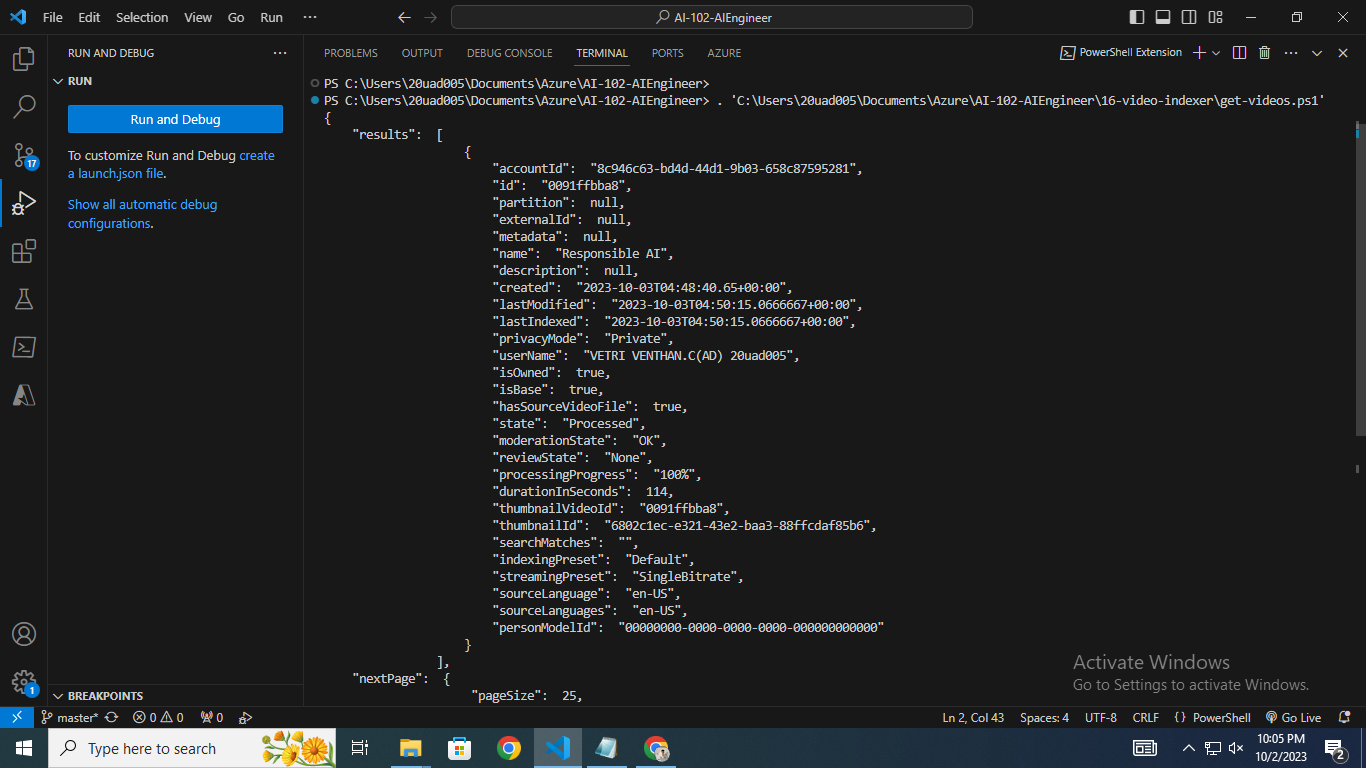 File Edit Selection View Go Run ··· AI-102-AIEngineer
RUN AND DEBUG ···
RUN
Run and Debug
To customize Run and Debug create
a launch.json file.
Show all automatic debug
configurations.
17
1
BREAKPOINTS
PROBLEMS OUTPUT DEBUG CONSOLE TERMINAL PORTS AZURE PowerShell Extension
PS C:\Users\20uad005\Documents\Azure\AI-102-AIEngineer>
PS C:\Users\20uad005\Documents\Azure\AI-102-AIEngineer> . 'C:\Users\20uad005\Documents\Azure\AI-102-AIEngineer\16-video-indexer\get-videos.ps1'
{
"results": [
{
"accountId": "8c946c63-bd4d-44d1-9b03-658c87595281",
"id": "0091ffbba8",
"partition": null,
"externalId": null,
"metadata": null,
"name": "Responsible AI",
"description": null,
"created": "2023-10-03T04:48:40.65+00:00",
"lastModified": "2023-10-03T04:50:15.0666667+00:00",
"lastIndexed": "2023-10-03T04:50:15.0666667+00:00",
"privacyMode": "Private",
"userName": "VETRI VENTHAN.C(AD) 20uad005",
"isOwned": true,
"isBase": true,
"hasSourceVideoFile": true,
"state": "Processed",
"moderationState": "OK",
"reviewState": "None",
"processingProgress": "100%",
"durationInSeconds": 114,
"thumbnailVideoId": "0091ffbba8",
"thumbnailId": "6802c1ec-e321-43e2-baa3-88ffcdaf85b6",
"searchMatches": "",
"indexingPreset": "Default",
"streamingPreset": "SingleBitrate",
"sourceLanguage": "en-US",
"sourceLanguages": "en-US",
"personModelId": "00000000-0000-0000-0000-000000000000"
}
],
"nextPage": {
"pageSize": 25,
Activate Windows
Go to Settings to activate Windows.
master* 0 0 0 Ln 2, Col 43 Spaces: 4 UTF-8 CRLF {} PowerShell Go Live
Type here to search
10:05 PM
10/2/2023
2